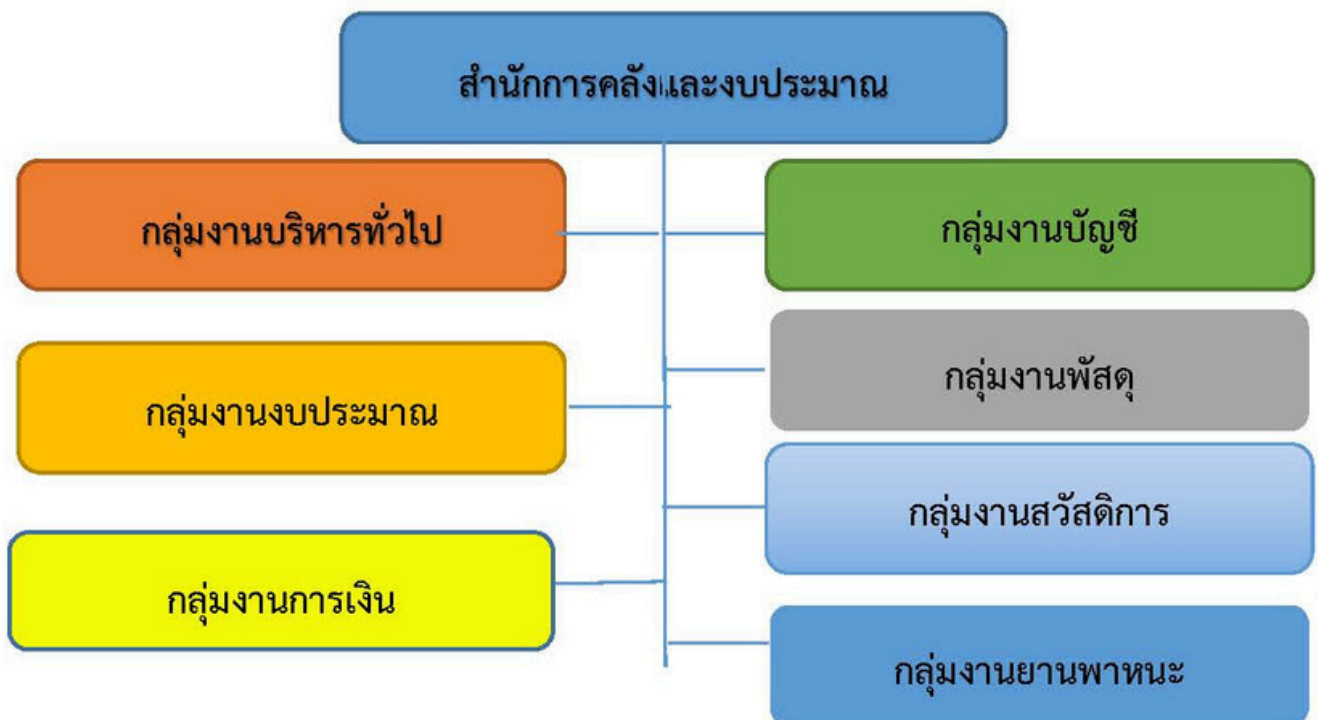 สำนักการคลังและงบประมาณ
กลุ่มงานบริหารทั่วไป
กลุ่มงานบัญชี
กลุ่มงานงบประมาณ
กลุ่มงานพัสดุ
กลุ่มงานการเงิน
กลุ่มงานสวัสดิการ
กลุ่มงานยานพาหนะ